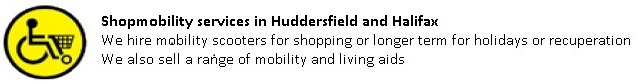 Shopmobility services in Huddersfield and Halifax
We hire mobility scooters for shopping or longer term for holidays or recuperation
We also sell a range of mobility and living aids